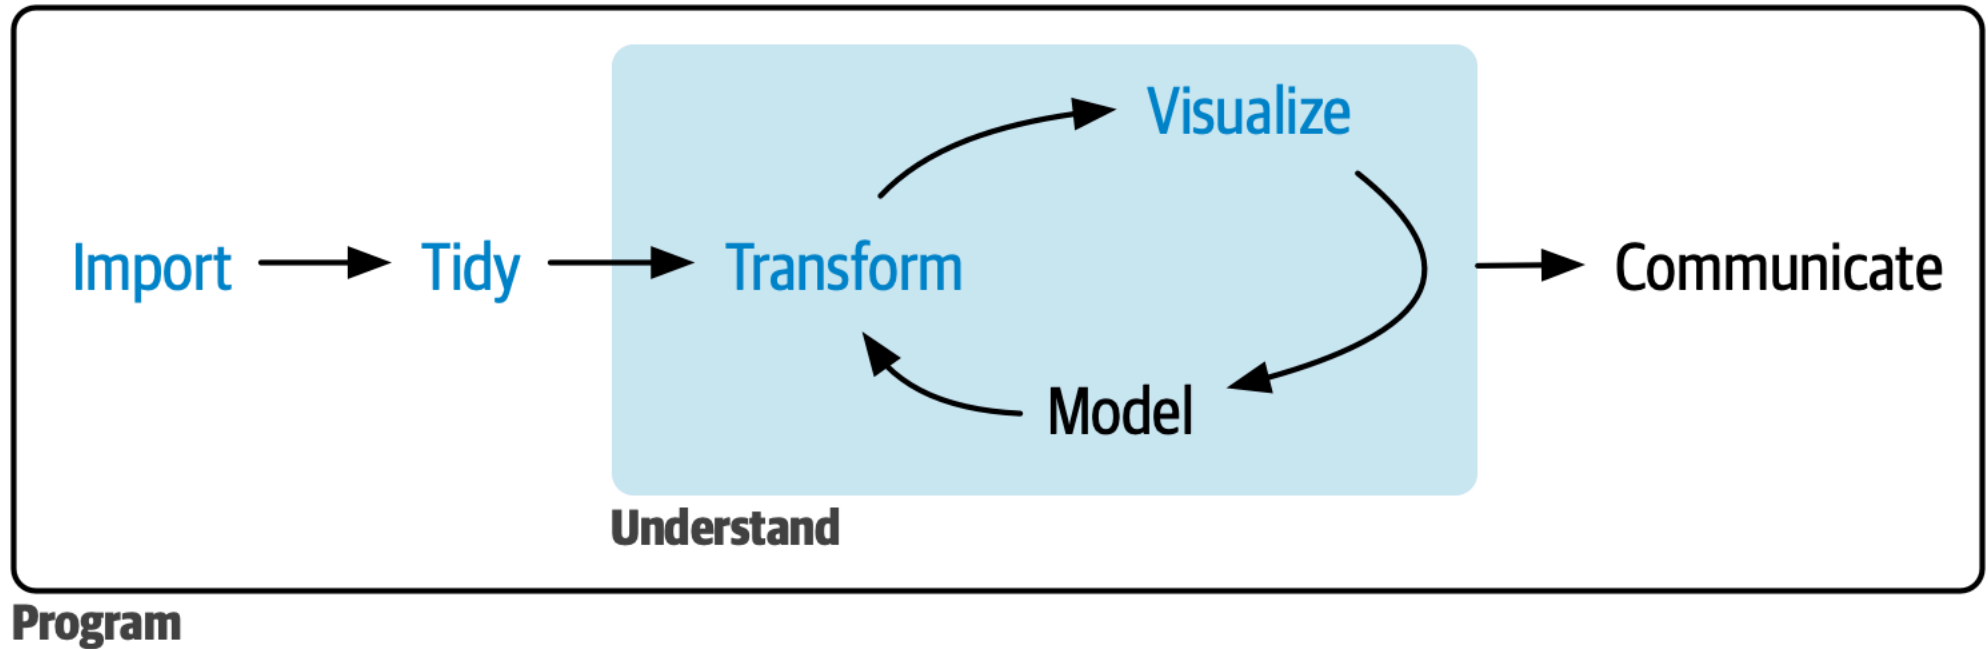 Visualize
Import
Tidy
Transform
Communicate
Model
Understand
Program